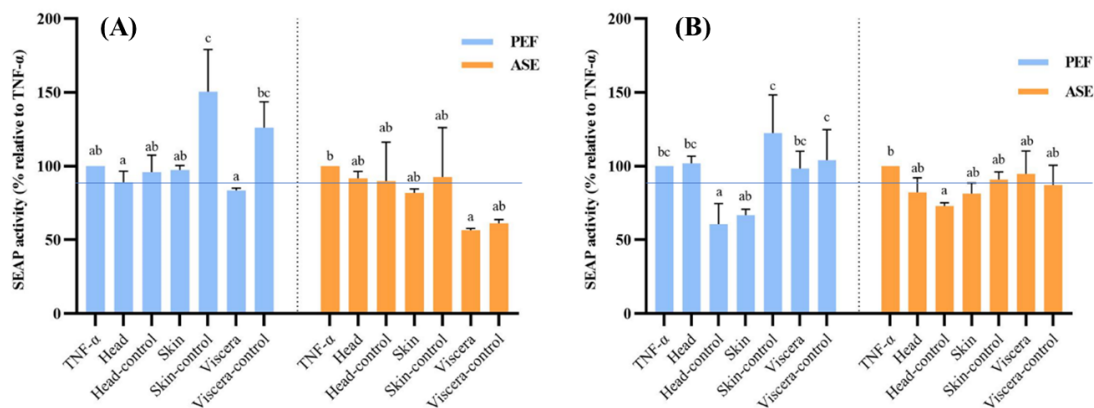 (A)
SEAP activity (% relative to TNF-α)
200
150
100
50
0
PEF
ASE
ab
a
ab
ab
c
a
bc
b
ab
ab
ab
ab
a
ab
TNF-α
Head
Head-control
Skin
Skin-control
Viscera
Viscera-control
TNF-α
Head
Head-control
Skin
Skin-control
Viscera
Viscera-control
(B)
SEAP activity (% relative to TNF-α)
200
150
100
50
0
PEF
ASE
bc
bc
a
ab
c
bc
c
b
ab
a
ab
ab
ab
ab
TNF-α
Head
Head-control
Skin
Skin-control
Viscera
Viscera-control
TNF-α
Head
Head-control
Skin
Skin-control
Viscera
Viscera-control